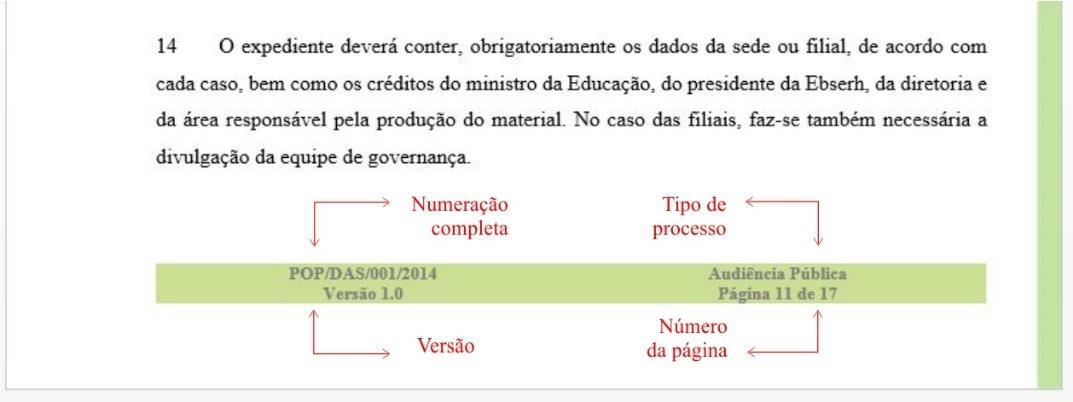 14 O expediente deverá conter, obrigatoriamente os dados da sede ou filial, de acordo com
cada caso, bem como os créditos do ministro da Educação, do presidente da Ebserh, da diretoria e
da área responsável pela produção do material. No caso das filiais, faz-se também necessária a
divulgação da equipe de governança.
Numeração
completa
Tipo de
processo
POP/DAS/001/2014
Versão 1.0
Audiência Pública
Página 11 de 17
Versão
Número
da página